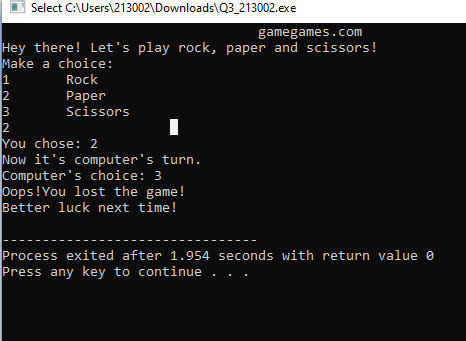 Select C:\Users\213002\Downloads\Q3_213002.exe
gamegames.com
Hey there! Let's play rock, paper and scissors!
Make a choice:
1 Rock
2 Paper
3 Scissors
2
You chose: 2
Now it's computer's turn.
Computer's choice: 3
Oops!You lost the game!
Better luck next time!
--------------------------------
Process exited after 1.954 seconds with return value 0
Press any key to continue . . .